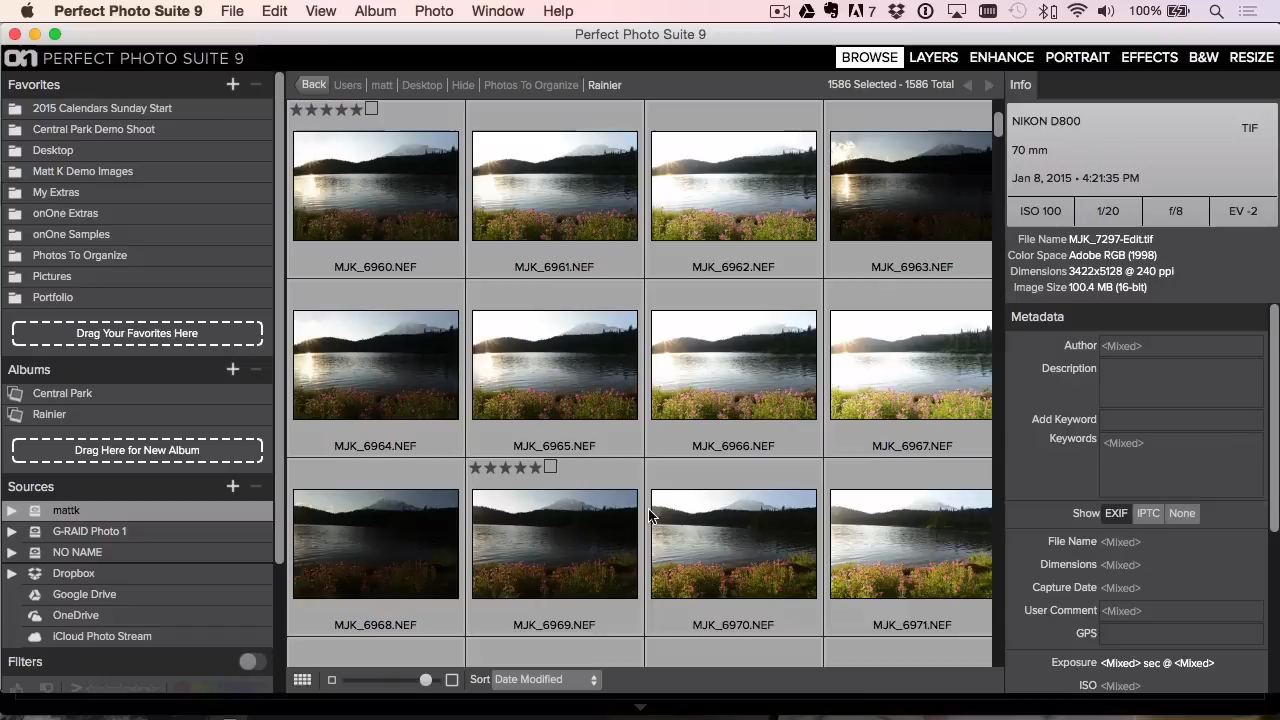 Perfect Photo Suite 9 File Edit View Album Photo Window Help 7 100%
Perfect Photo Suite 9
on PERFECT PHOTO SUITE 9 BROWSE LAYERS ENHANCE PORTRAIT EFFECTS B&W RESIZE
Favorites
2015 Calendars Sunday Start
Central Park Demo Shoot
Desktop
Matt K Demo Images
My Extras
onOne Extras
onOne Samples
Photos To Organize
Pictures
Portfolio
Drag Your Favorites Here
Albums
Central Park
Rainier
Drag Here for New Album
Sources
mattk
G-RAID Photo 1
NO NAME
Dropbox
Google Drive
OneDrive
iCloud Photo Stream
Filters
Back Users matt Desktop Hide Photos To Organize Rainier 1586 Selected - 1586 Total
MJK_6960.NEF MJK_6961.NEF MJK_6962.NEF MJK_6963.NEF
MJK_6964.NEF MJK_6965.NEF MJK_6966.NEF MJK_6967.NEF
MJK_6968.NEF MJK_6969.NEF MJK_6970.NEF MJK_6971.NEF
Sort Date Modified
Info
NIKON D800 TIF
70 mm
Jan 8, 2015 • 4:21:35 PM
ISO 100 1/20 f/8 EV -2
File Name MJK_7297-Edit.tif
Color Space Adobe RGB (1998)
Dimensions 3422x5128 @ 240 ppi
Image Size 100.4 MB (16-bit)
Metadata
Author <Mixed>
Description
Add Keyword
Keywords <Mixed>
Show EXIF IPTC None
File Name <Mixed>
Dimensions <Mixed>
Capture Date <Mixed>
User Comment <Mixed>
GPS
Exposure <Mixed> sec @ <Mixed>
ISO <Mixed>